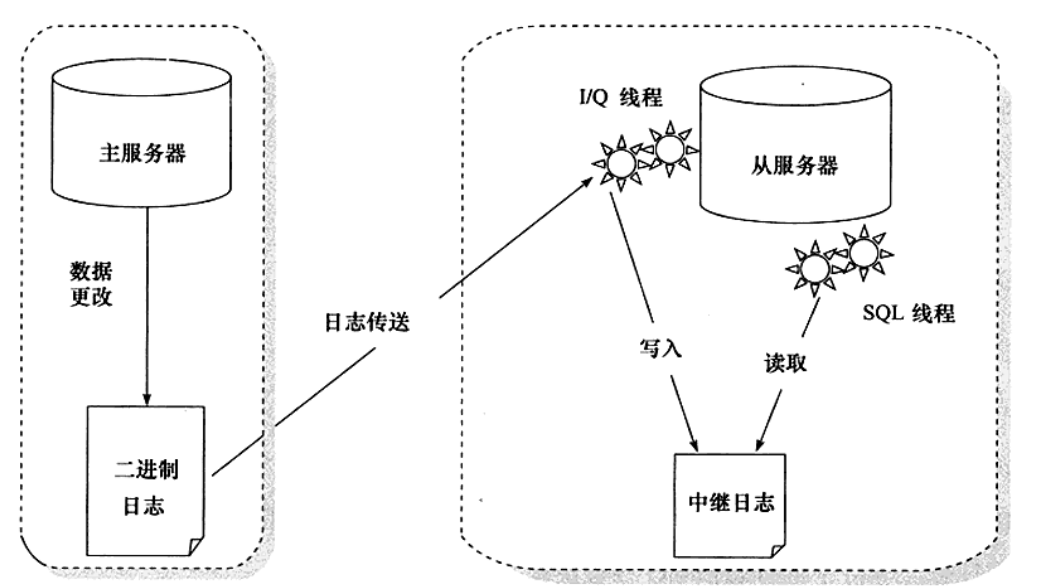 主服务器
数据
更改
二进制
日志
日志传送
I/Q 线程
从服务器
SQL 线程
写入
读取
中继日志